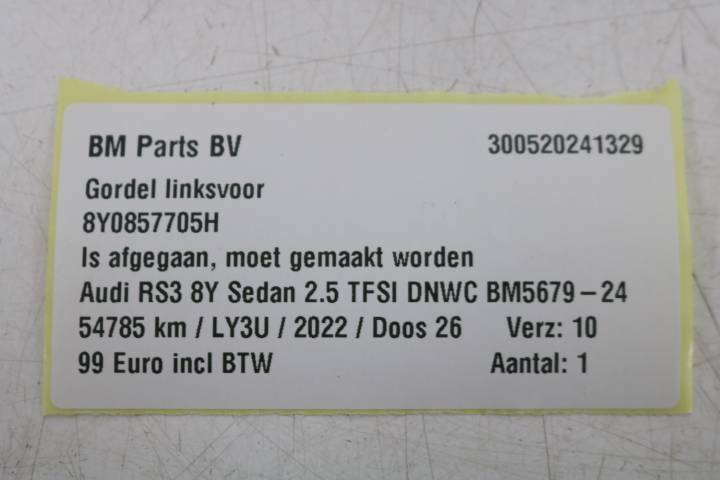 BM Parts BV 300520241329
Gordel linksvoor
8Y0857705H
Is afgegaan, moet gemaakt worden
Audi RS3 8Y Sedan 2.5 TFSI DNWC BM5679-24
54785 km / LY3U / 2022 / Doos 26 Verz: 10
99 Euro incl BTW Aantal: 1